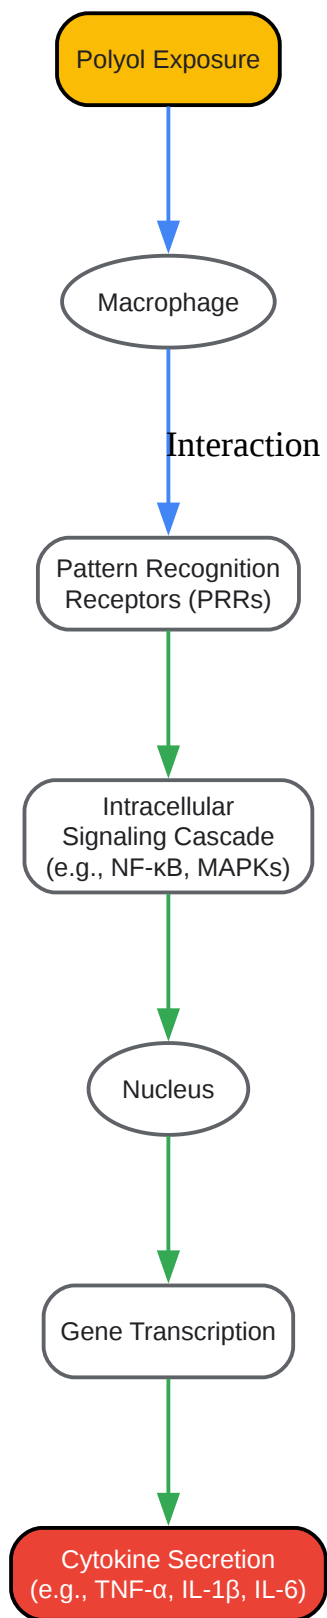 Polyol Exposure
Macrophage
Interaction
Pattern Recognition
Receptors (PRRs)
Intracellular
Signaling Cascade
(e.g., NF-κB, MAPKs)
Nucleus
Gene Transcription
Cytokine Secretion
(e.g., TNF-α, IL-1β, IL-6)